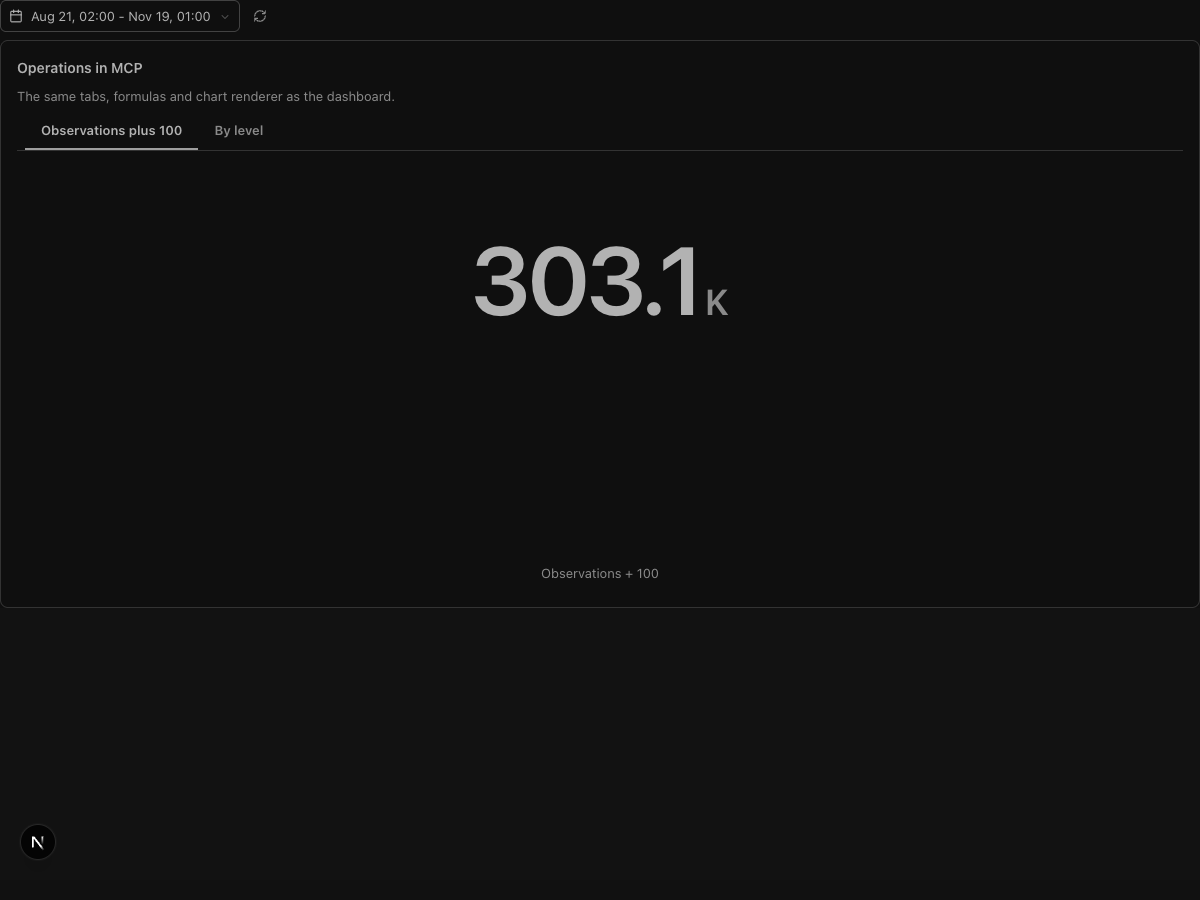 Aug 21, 02:00 - Nov 19, 01:00
Operations in MCP
The same tabs, formulas and chart renderer as the dashboard.
Observations plus 100
By level
303.1K
Observations + 100
N